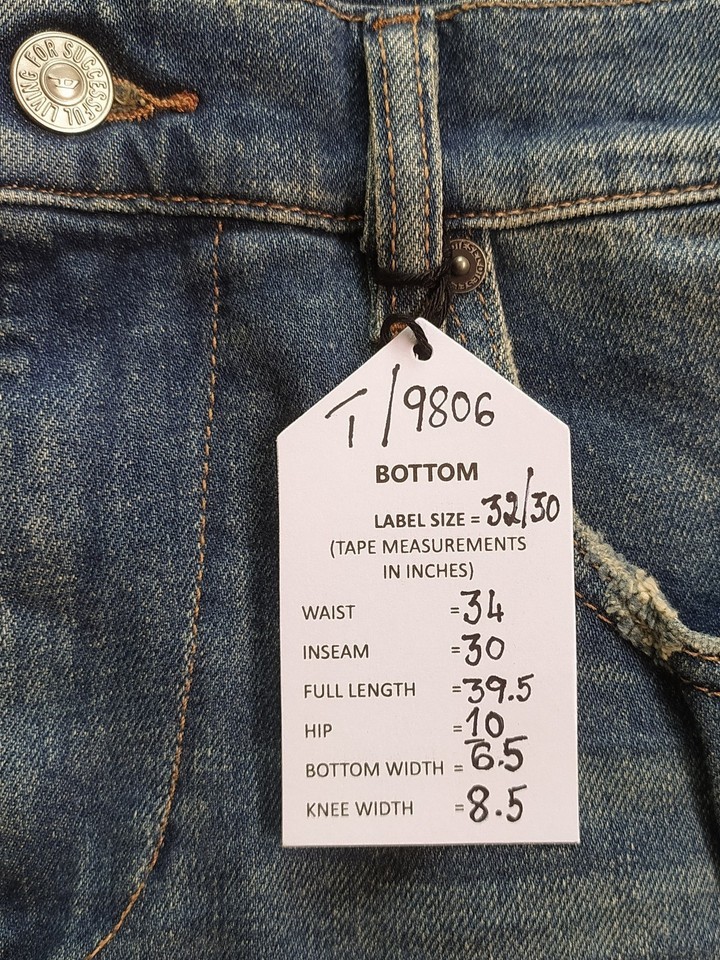 FOR SUCCESSFUL LIVING
T/9806
BOTTOM
LABEL SIZE = 32/30
(TAPE MEASUREMENTS
IN INCHES)
WAIST =34
INSEAM =30
FULL LENGTH =39.5
HIP =10
BOTTOM WIDTH = 6.5
KNEE WIDTH =8.5